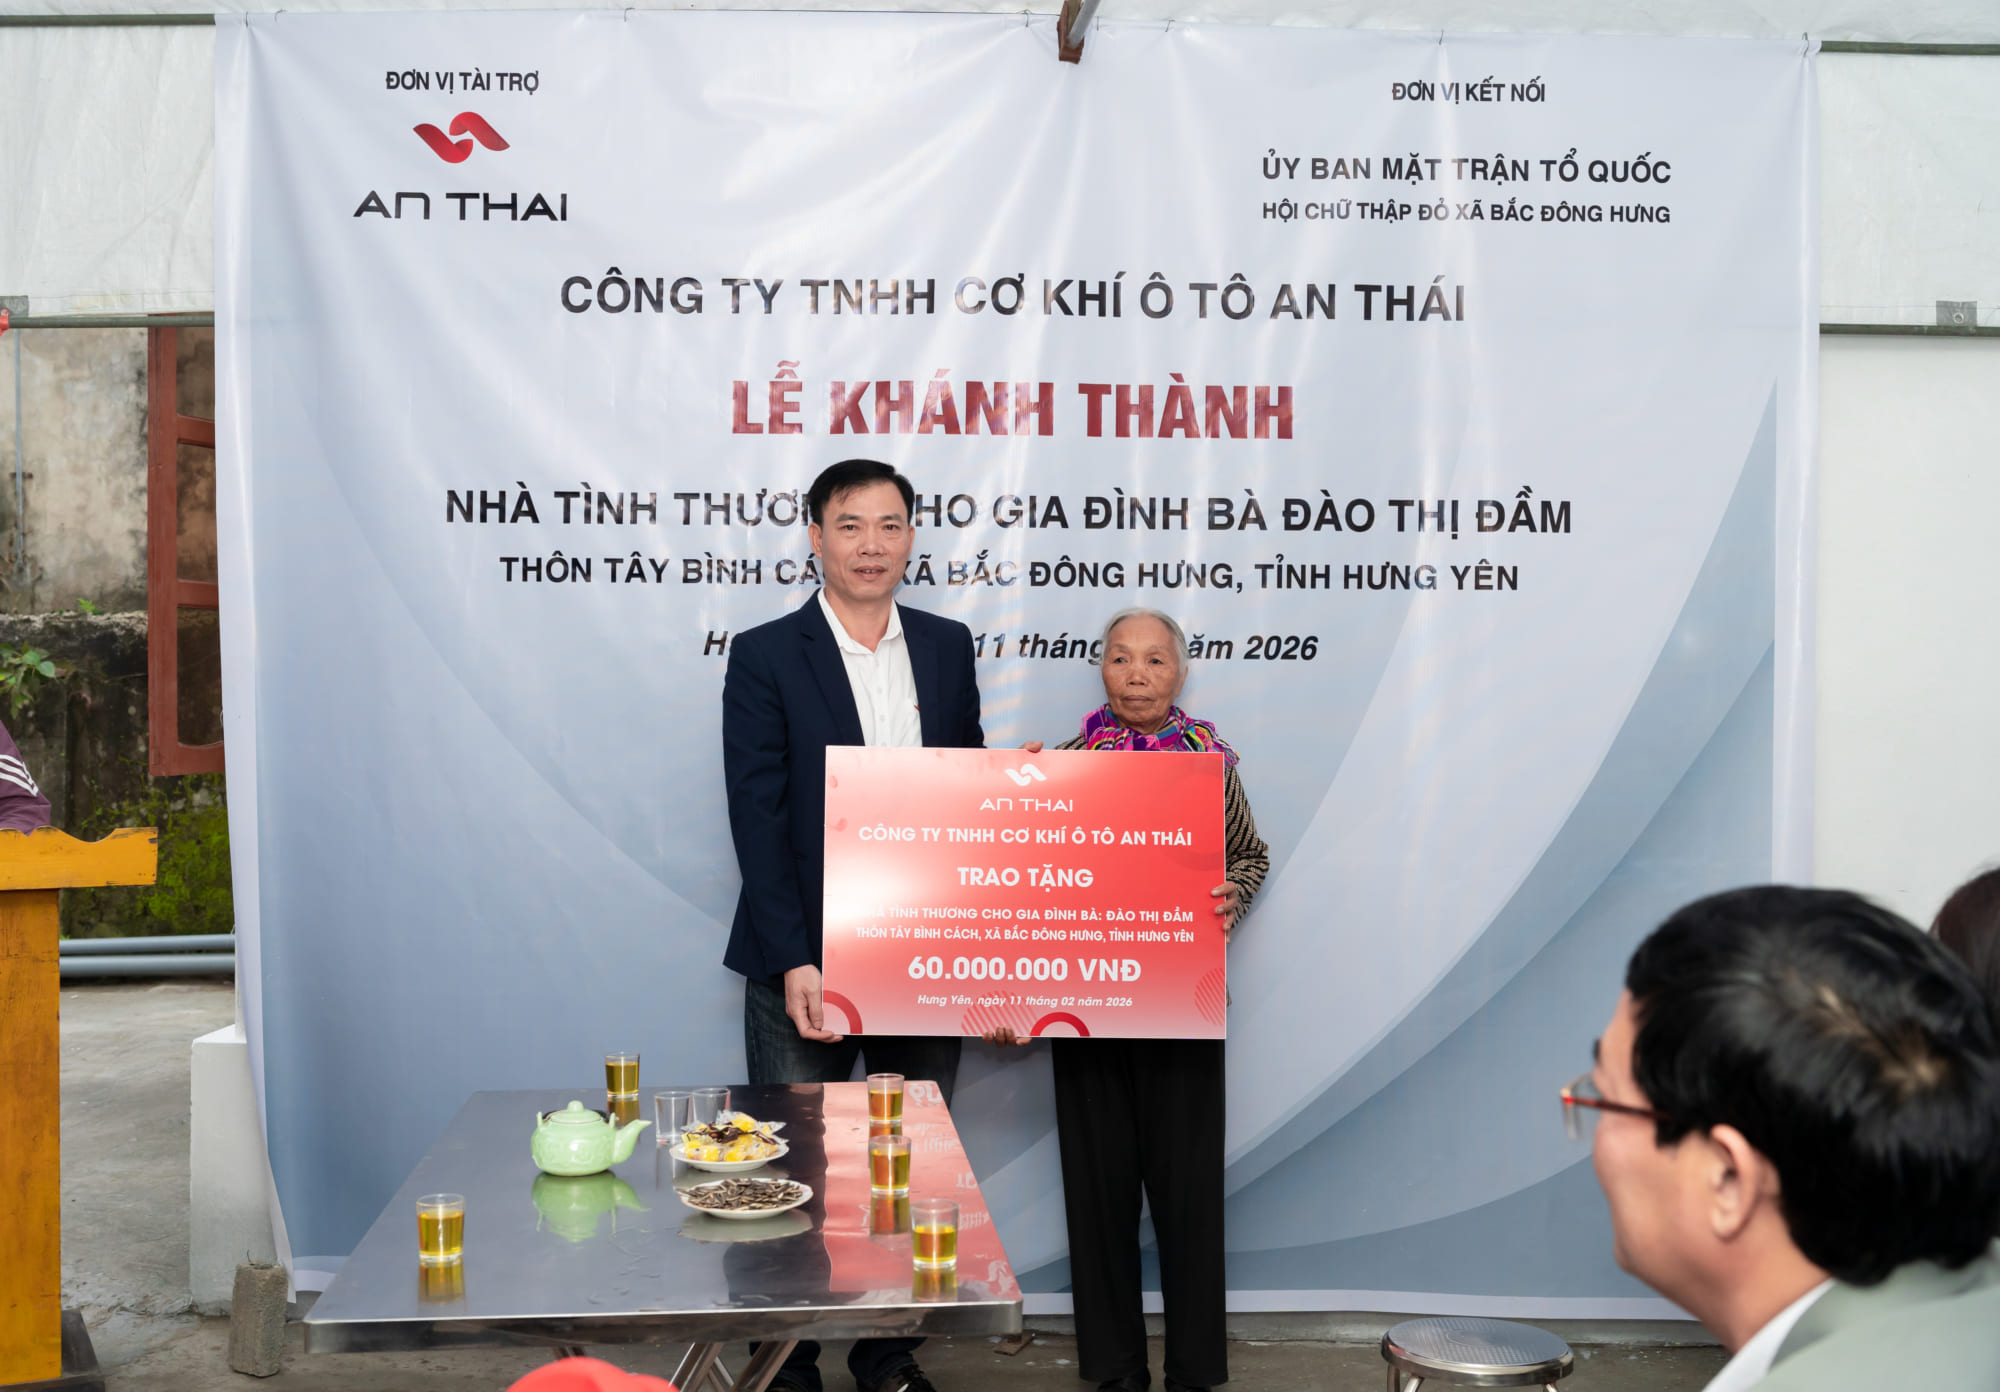 ĐƠN VỊ TÀI TRỢ
AN THAI
ĐƠN VỊ KẾT NỐI
ỦY BAN MẶT TRẬN TỔ QUỐC
HỘI CHỮ THẬP ĐỎ XÃ BẮC ĐÔNG HƯNG
CÔNG TY TNHH CƠ KHÍ Ô TÔ AN THÁI
LỄ KHÁNH THÀNH
NHÀ TÌNH THƯƠNG CHO GIA ĐÌNH BÀ ĐÀO THỊ ĐẦM
THÔN TÂY BÌNH CÁCH, XÃ BẮC ĐÔNG HƯNG, TỈNH HƯNG YÊN
11 tháng năm 2026
AN THAI
CÔNG TY TNHH CƠ KHÍ Ô TÔ AN THÁI
TRAO TẶNG
NHÀ TÌNH THƯƠNG CHO GIA ĐÌNH BÀ: ĐÀO THỊ ĐẦM
THÔN TÂY BÌNH CÁCH, XÃ BẮC ĐÔNG HƯNG, TỈNH HƯNG YÊN
60.000.000 VNĐ
Hưng Yên, ngày 11 tháng 02 năm 2026